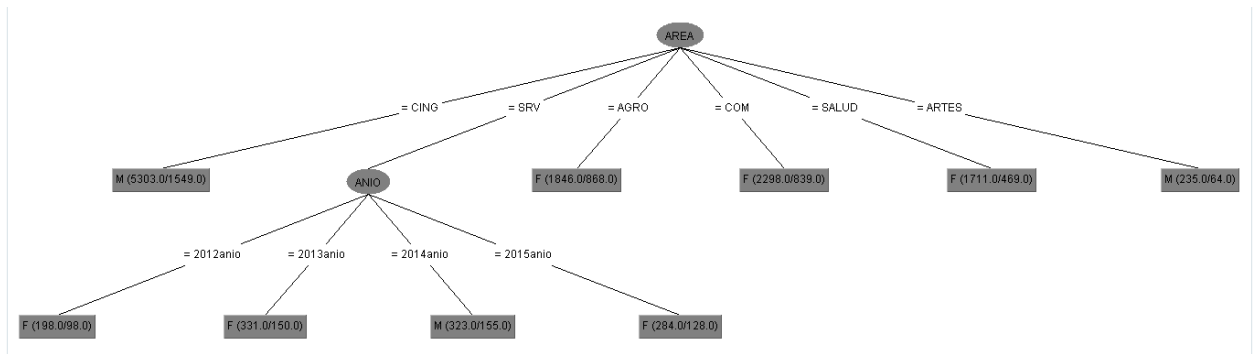 AREA
= CING
= SRV
= AGRO
= COM
= SALUD
= ARTES
M (5303.0/1549.0)
ANIO
F (1846.0/868.0)
F (2298.0/839.0)
F (1711.0/469.0)
M (235.0/64.0)
= 2012anio
= 2013anio
= 2014anio
= 2015anio
F (198.0/98.0)
F (331.0/150.0)
M (323.0/155.0)
F (284.0/128.0)